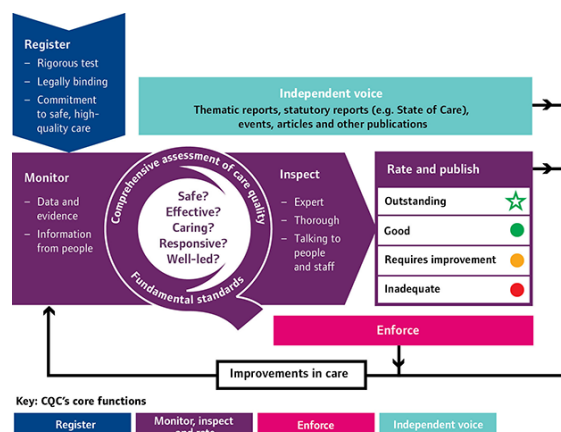 Register
– Rigorous test
– Legally binding
– Commitment
to safe, high-
quality care
Independent voice
Thematic reports, statutory reports (e.g. State of Care),
events, articles and other publications
Monitor
– Data and
evidence
– Information
from people
Comprehensive assessment of care quality
Safe?
Effective?
Caring?
Responsive?
Well-led?
Fundamental standards
Inspect
– Expert
– Thorough
– Talking to
people
and staff
Rate and publish
Outstanding
Good
Requires improvement
Inadequate
Enforce
Improvements in care
Key: CQC's core functions
Register
Monitor, inspect
and rate
Enforce
Independent voice